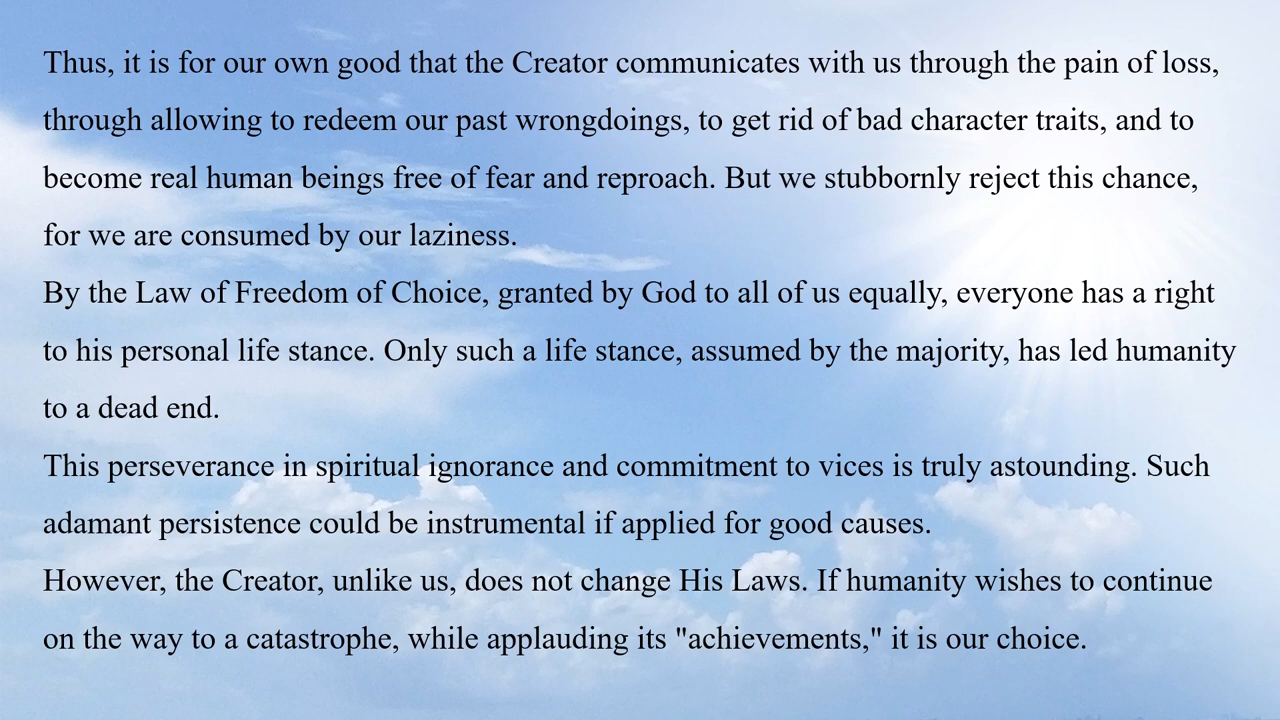 Thus, it is for our own good that the Creator communicates with us through the pain of loss,
through allowing to redeem our past wrongdoings, to get rid of bad character traits, and to
become real human beings free of fear and reproach. But we stubbornly reject this chance,
for we are consumed by our laziness.
By the Law of Freedom of Choice, granted by God to all of us equally, everyone has a right
to his personal life stance. Only such a life stance, assumed by the majority, has led humanity
to a dead end.
This perseverance in spiritual ignorance and commitment to vices is truly astounding. Such
adamant persistence could be instrumental if applied for good causes.
However, the Creator, unlike us, does not change His Laws. If humanity wishes to continue
on the way to a catastrophe, while applauding its "achievements," it is our choice.